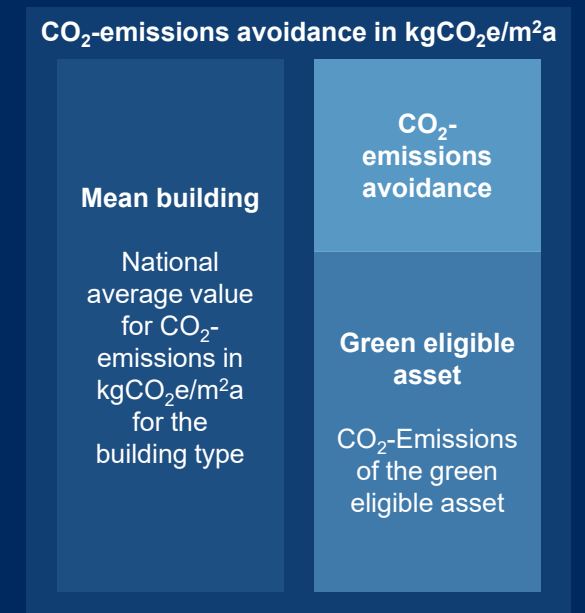 CO₂-emissions avoidance in kgCO₂e/m²a
Mean building
National
average value
for CO₂-
emissions in
kgCO₂e/m²a
for the
building type
CO₂-
emissions
avoidance
Green eligible
asset
CO₂-Emissions
of the green
eligible asset